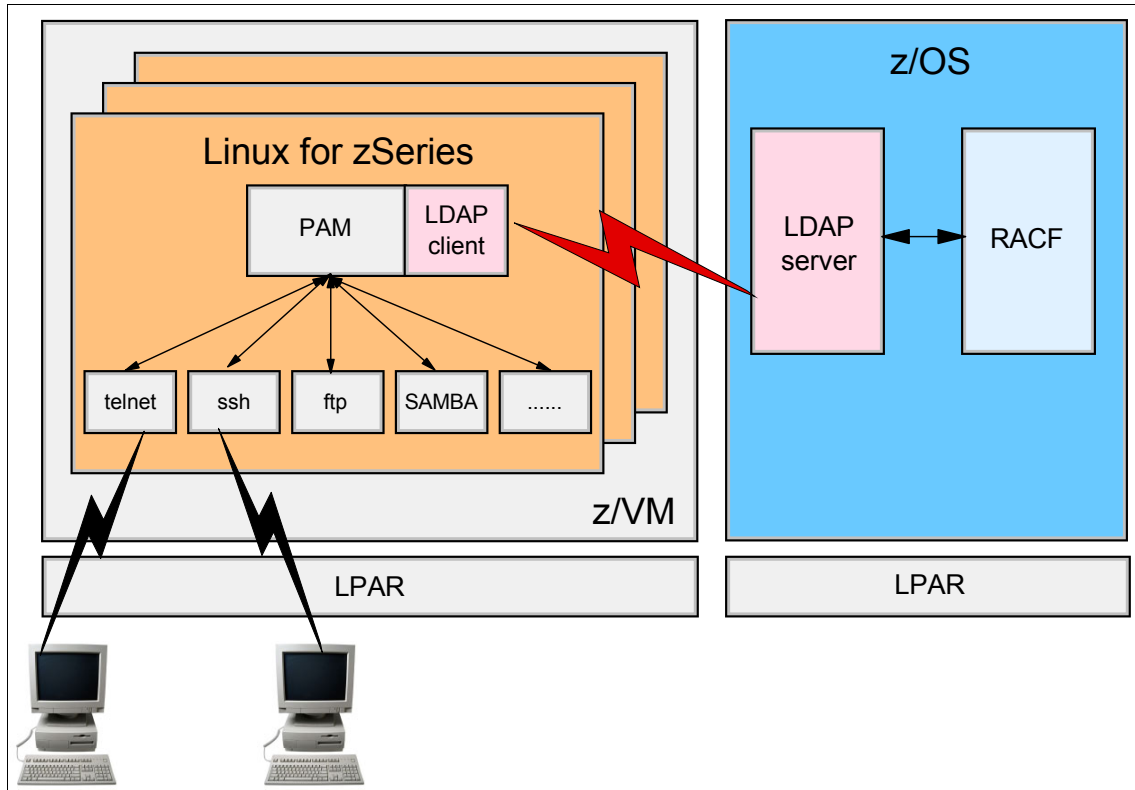 Linux for zSeries
PAM
LDAP
client
telnet
ssh
ftp
SAMBA
......
z/VM
LPAR
z/OS
LDAP
server
RACF
LPAR